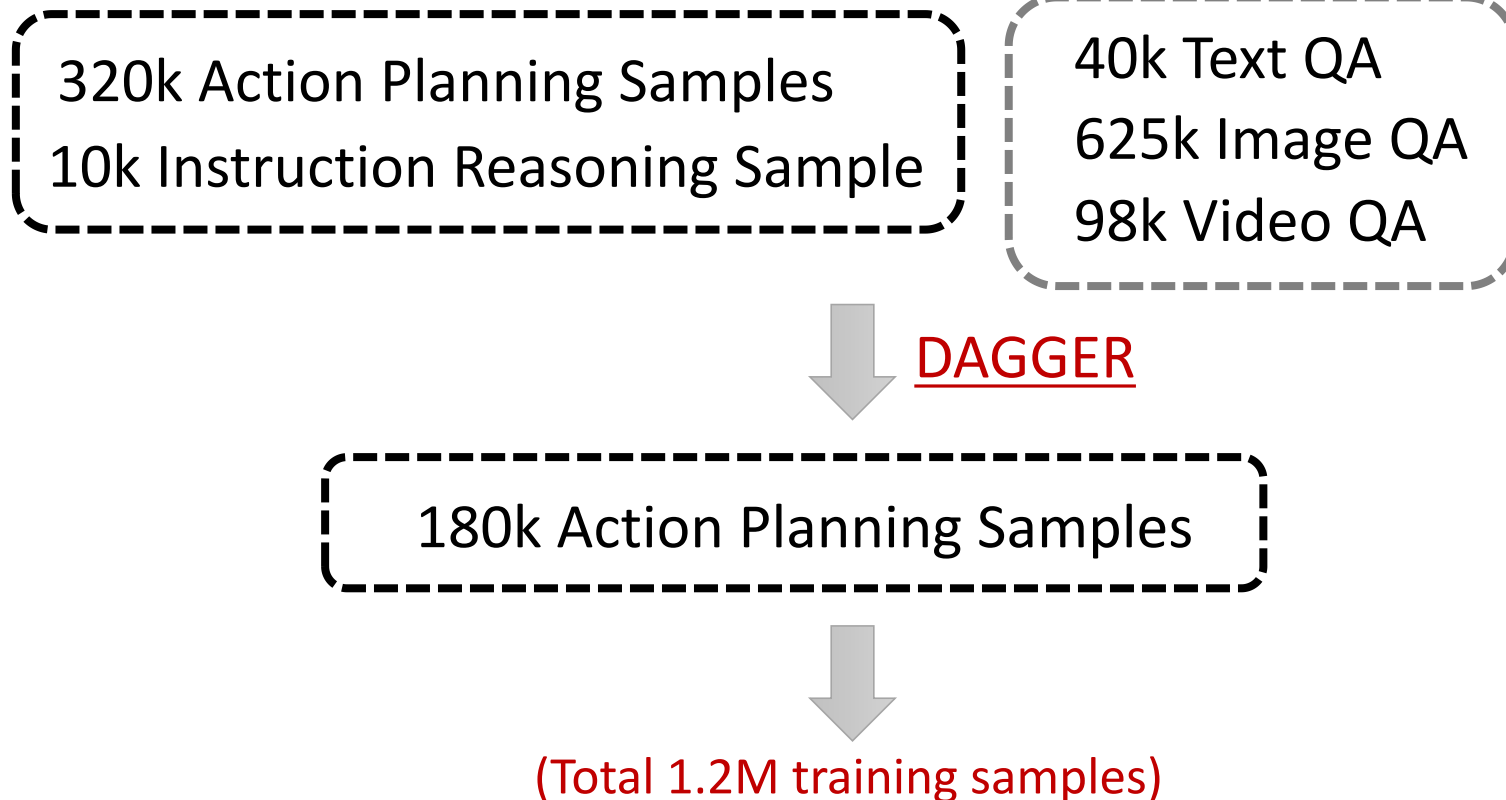 320k Action Planning Samples
10k Instruction Reasoning Sample
40k Text QA
625k Image QA
98k Video QA
DAGGER
180k Action Planning Samples
(Total 1.2M training samples)